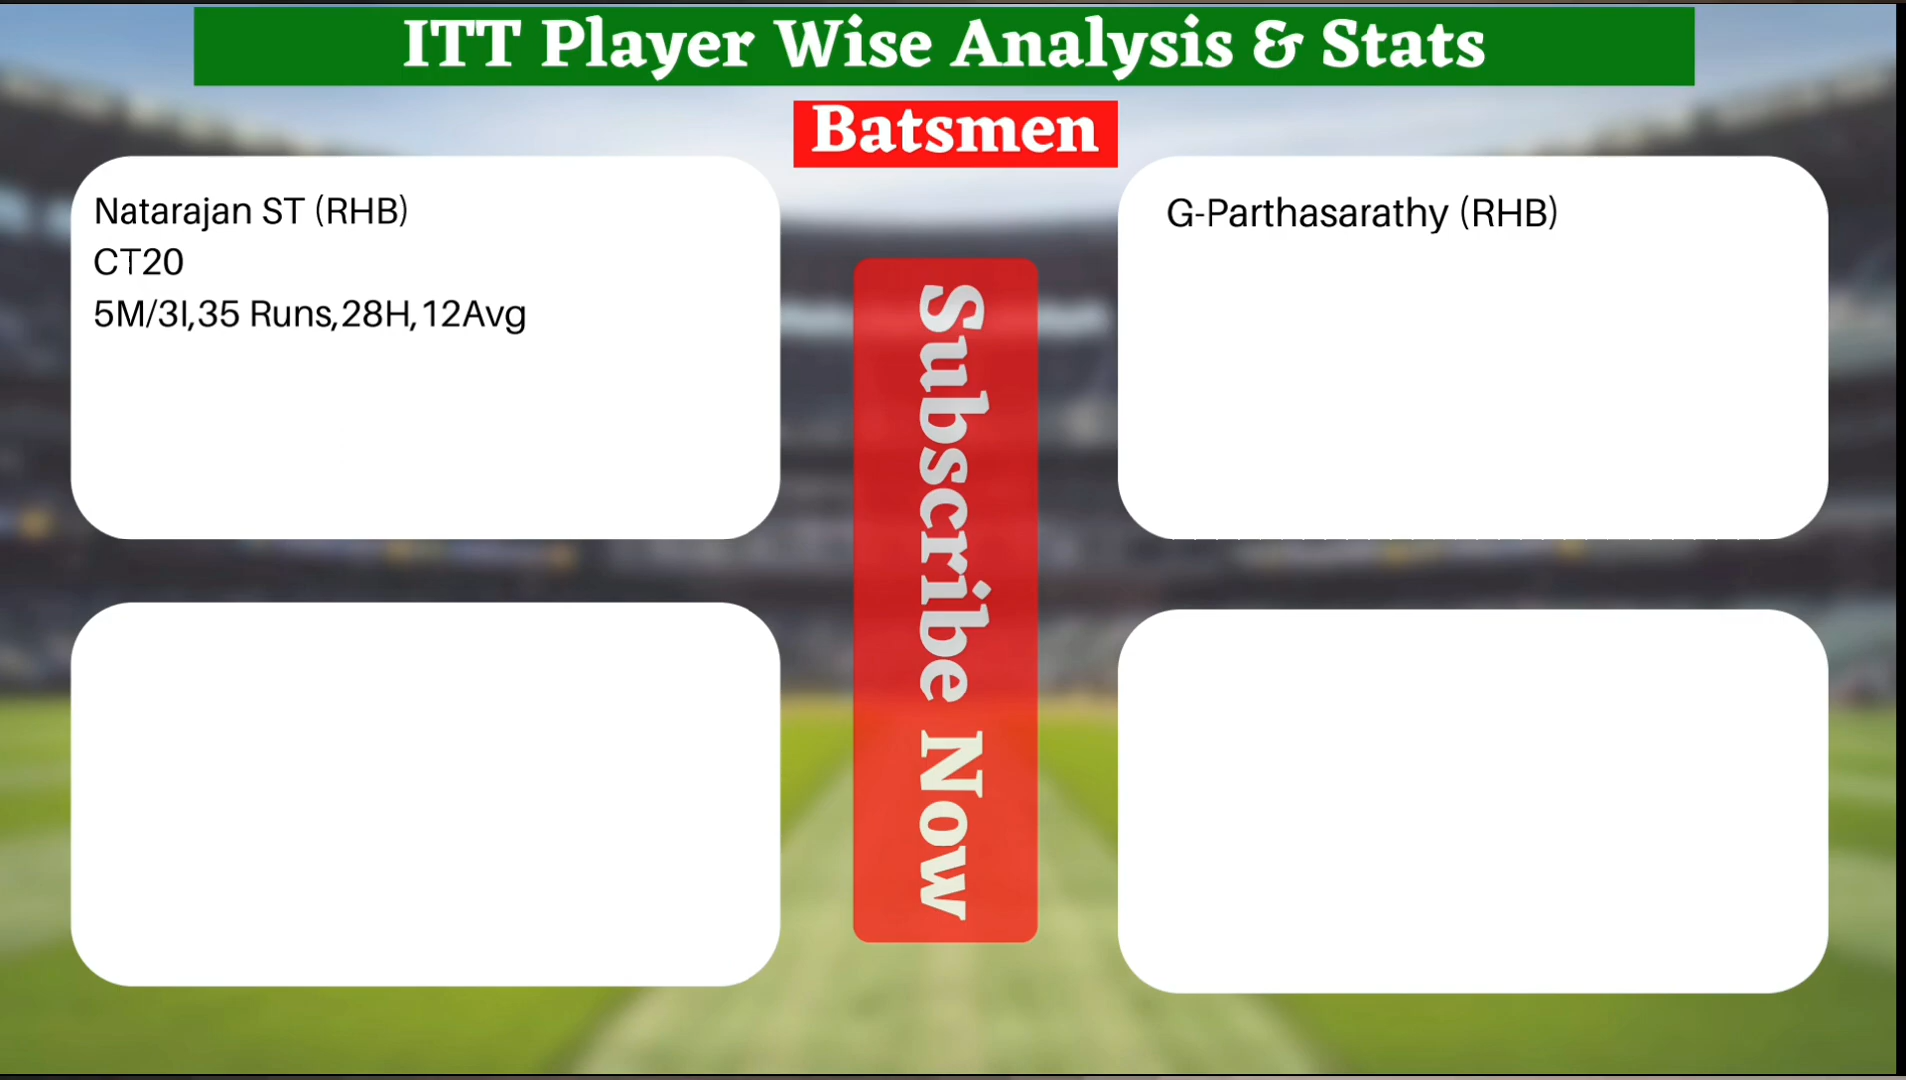 ITT Player Wise Analysis & Stats
Batsmen
Natarajan ST (RHB)
CT20
5M/3I,35 Runs,28H,12Avg
G-Parthasarathy (RHB)
Subscribe Now